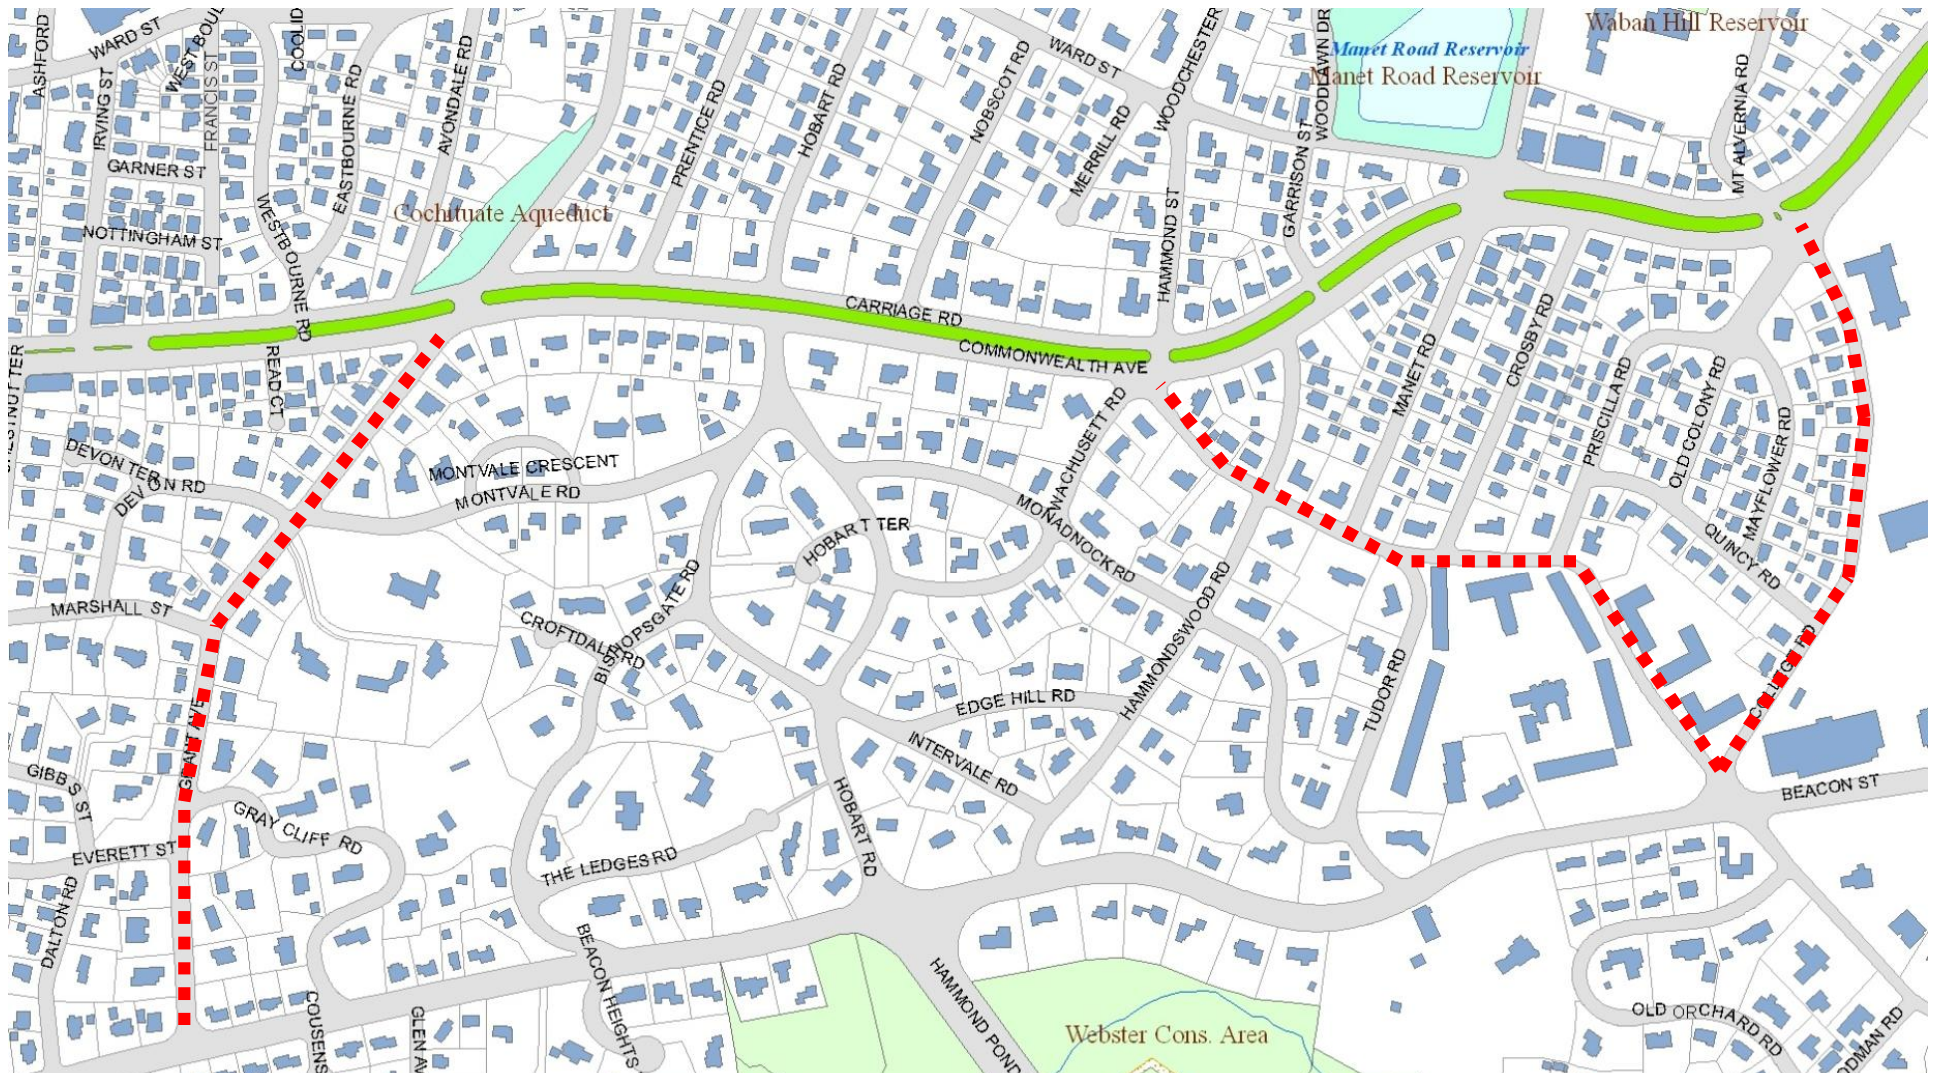 ASHFORD
WARD ST
WEST BOUL
COOLID
AVONDALE RD
EASTBOURNE RD
IRVING ST
FRANCIS ST
GARNER ST
NOTTINGHAM ST
WESTBOURNE RD
Cochituate Aqueduct
PRENTICE RD
HOBART RD
NOBSCOT RD
WARD ST
MERRILL RD
WOODCHESTER
HAMMOND ST
GARRISON ST
WOODLAWN DR
Manet Road Reservoir
Manet Road Reservoir
Waban Hill Reservoir
MT ALVERNIA RD
CARRIAGE RD
COMMONWEALTH AVE
READ CT
DEVON TER
DEVON RD
MONTVALE CRESCENT
MONTVALE RD
HOBART TER
WACHUSETT RD
MONADNOCK RD
MANET RD
CROSBY RD
PRISCILLA RD
OLD COLONY RD
MAYFLOWER RD
QUINCY RD
COLLEGE RD
MARSHALL ST
CROFTDALE RD
BISHOPSGATE RD
HAMMONDSWOOD RD
EDGE HILL RD
INTERVALE RD
TUDOR RD
GRANT AVE
GIBBS ST
GRAY CLIFF RD
EVERETT ST
DALTON RD
THE LEDGES RD
HOBART RD
BEACON ST
BEACON HEIGHTS
COUSENS
GLEN AV
HAMMOND POND
Webster Cons. Area
OLD ORCHARD RD
ODMAN RD